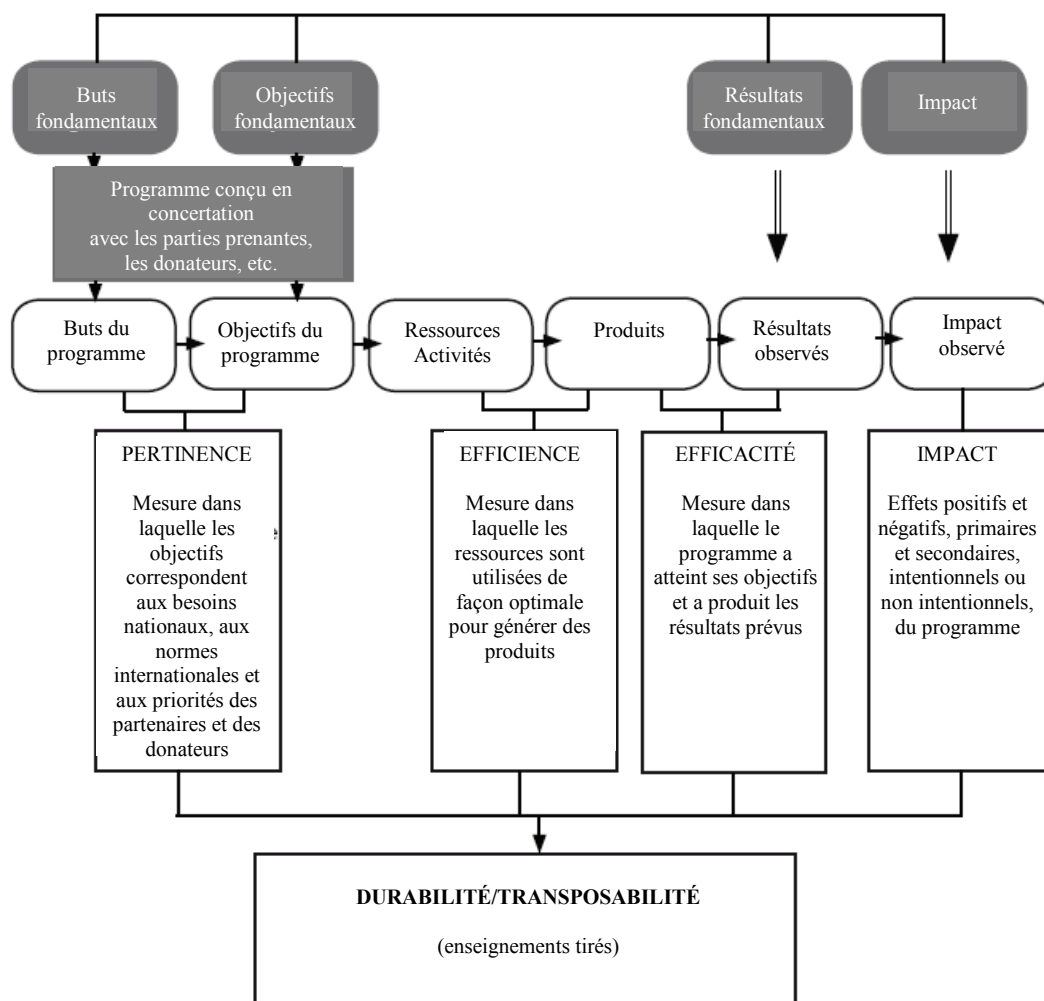 Buts
fondamentaux
Objectifs
fondamentaux
Résultats
fondamentaux
Impact
Programme conçu en
concertation
avec les parties prenantes,
les donateurs, etc.
Buts du
programme
Objectifs du
programme
Ressources
Activités
Produits
Résultats
observés
Impact
observé
PERTINENCE
Mesure dans
laquelle les
objectifs
correspondent
aux besoins
nationaux, aux
normes
internationales et
aux priorités des
partenaires et des
donateurs
EFFICIENCE
Mesure dans
laquelle les
ressources sont
utilisées de
façon optimale
pour générer des
produits
EFFICACITÉ
Mesure dans
laquelle le
programme a
atteint ses objectifs
et a produit les
résultats prévus
IMPACT
Effets positifs et
négatifs, primaires
et secondaires,
intentionnels ou
non intentionnels,
du programme
DURABILITÉ/TRANSPOSABILITÉ
(enseignements tirés)